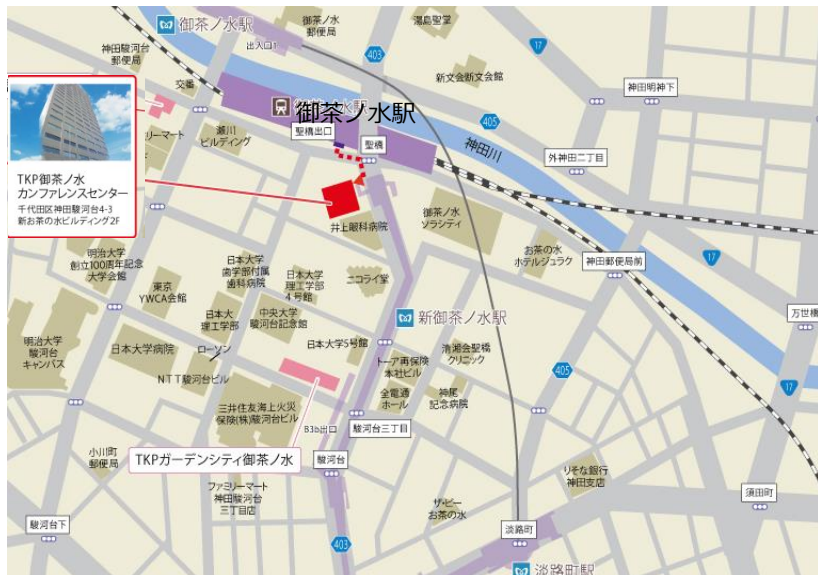 御茶ノ水駅
御茶ノ水
郵便局
湯島聖堂
出入口1
403
17
神田駿河台
郵便局
交番
新文会新文会館
神田明神下
御茶ノ水駅
瀬川
ビルディング
聖橋出口
聖橋
神田川
405
外神田二丁目
TKP御茶ノ水
カンファレンスセンター
千代田区神田駿河台4-3
新お茶の水ビルディング2F
ミリーマート
井上眼科病院
御茶ノ水
ソラシティ
お茶の水
ホテルジュラク
神田郵便局前
17
万世橋
明治大学
創立100周年記念
大学会館
東京
YWCA会館
日本大学
歯学部付属
歯科病院
日本大学
理工学部
4号館
ニコライ堂
日本大
理工学部
中央大学
駿河台記念館
新御茶ノ水駅
明治大学
駿河台
キャンパス
日本大学病院
ローソン
日本大学5号館
トーア再保険
本社ビル
清湘会聖橋
クリニック
NTT駿河台ビル
全電通
ホール
神尾
記念病院
405
17
三井住友海上火災
保険(株)駿河台ビル
B3b出口
駿河台三丁目
小川町
郵便局
TKPガーデンシティ御茶ノ水
駿河台
りそな銀行
神田支店
ファミリーマート
神田駿河台
三丁目店
ザ・ビー
お茶の水
須田町
駿河台下
403
淡路町
淡路町駅